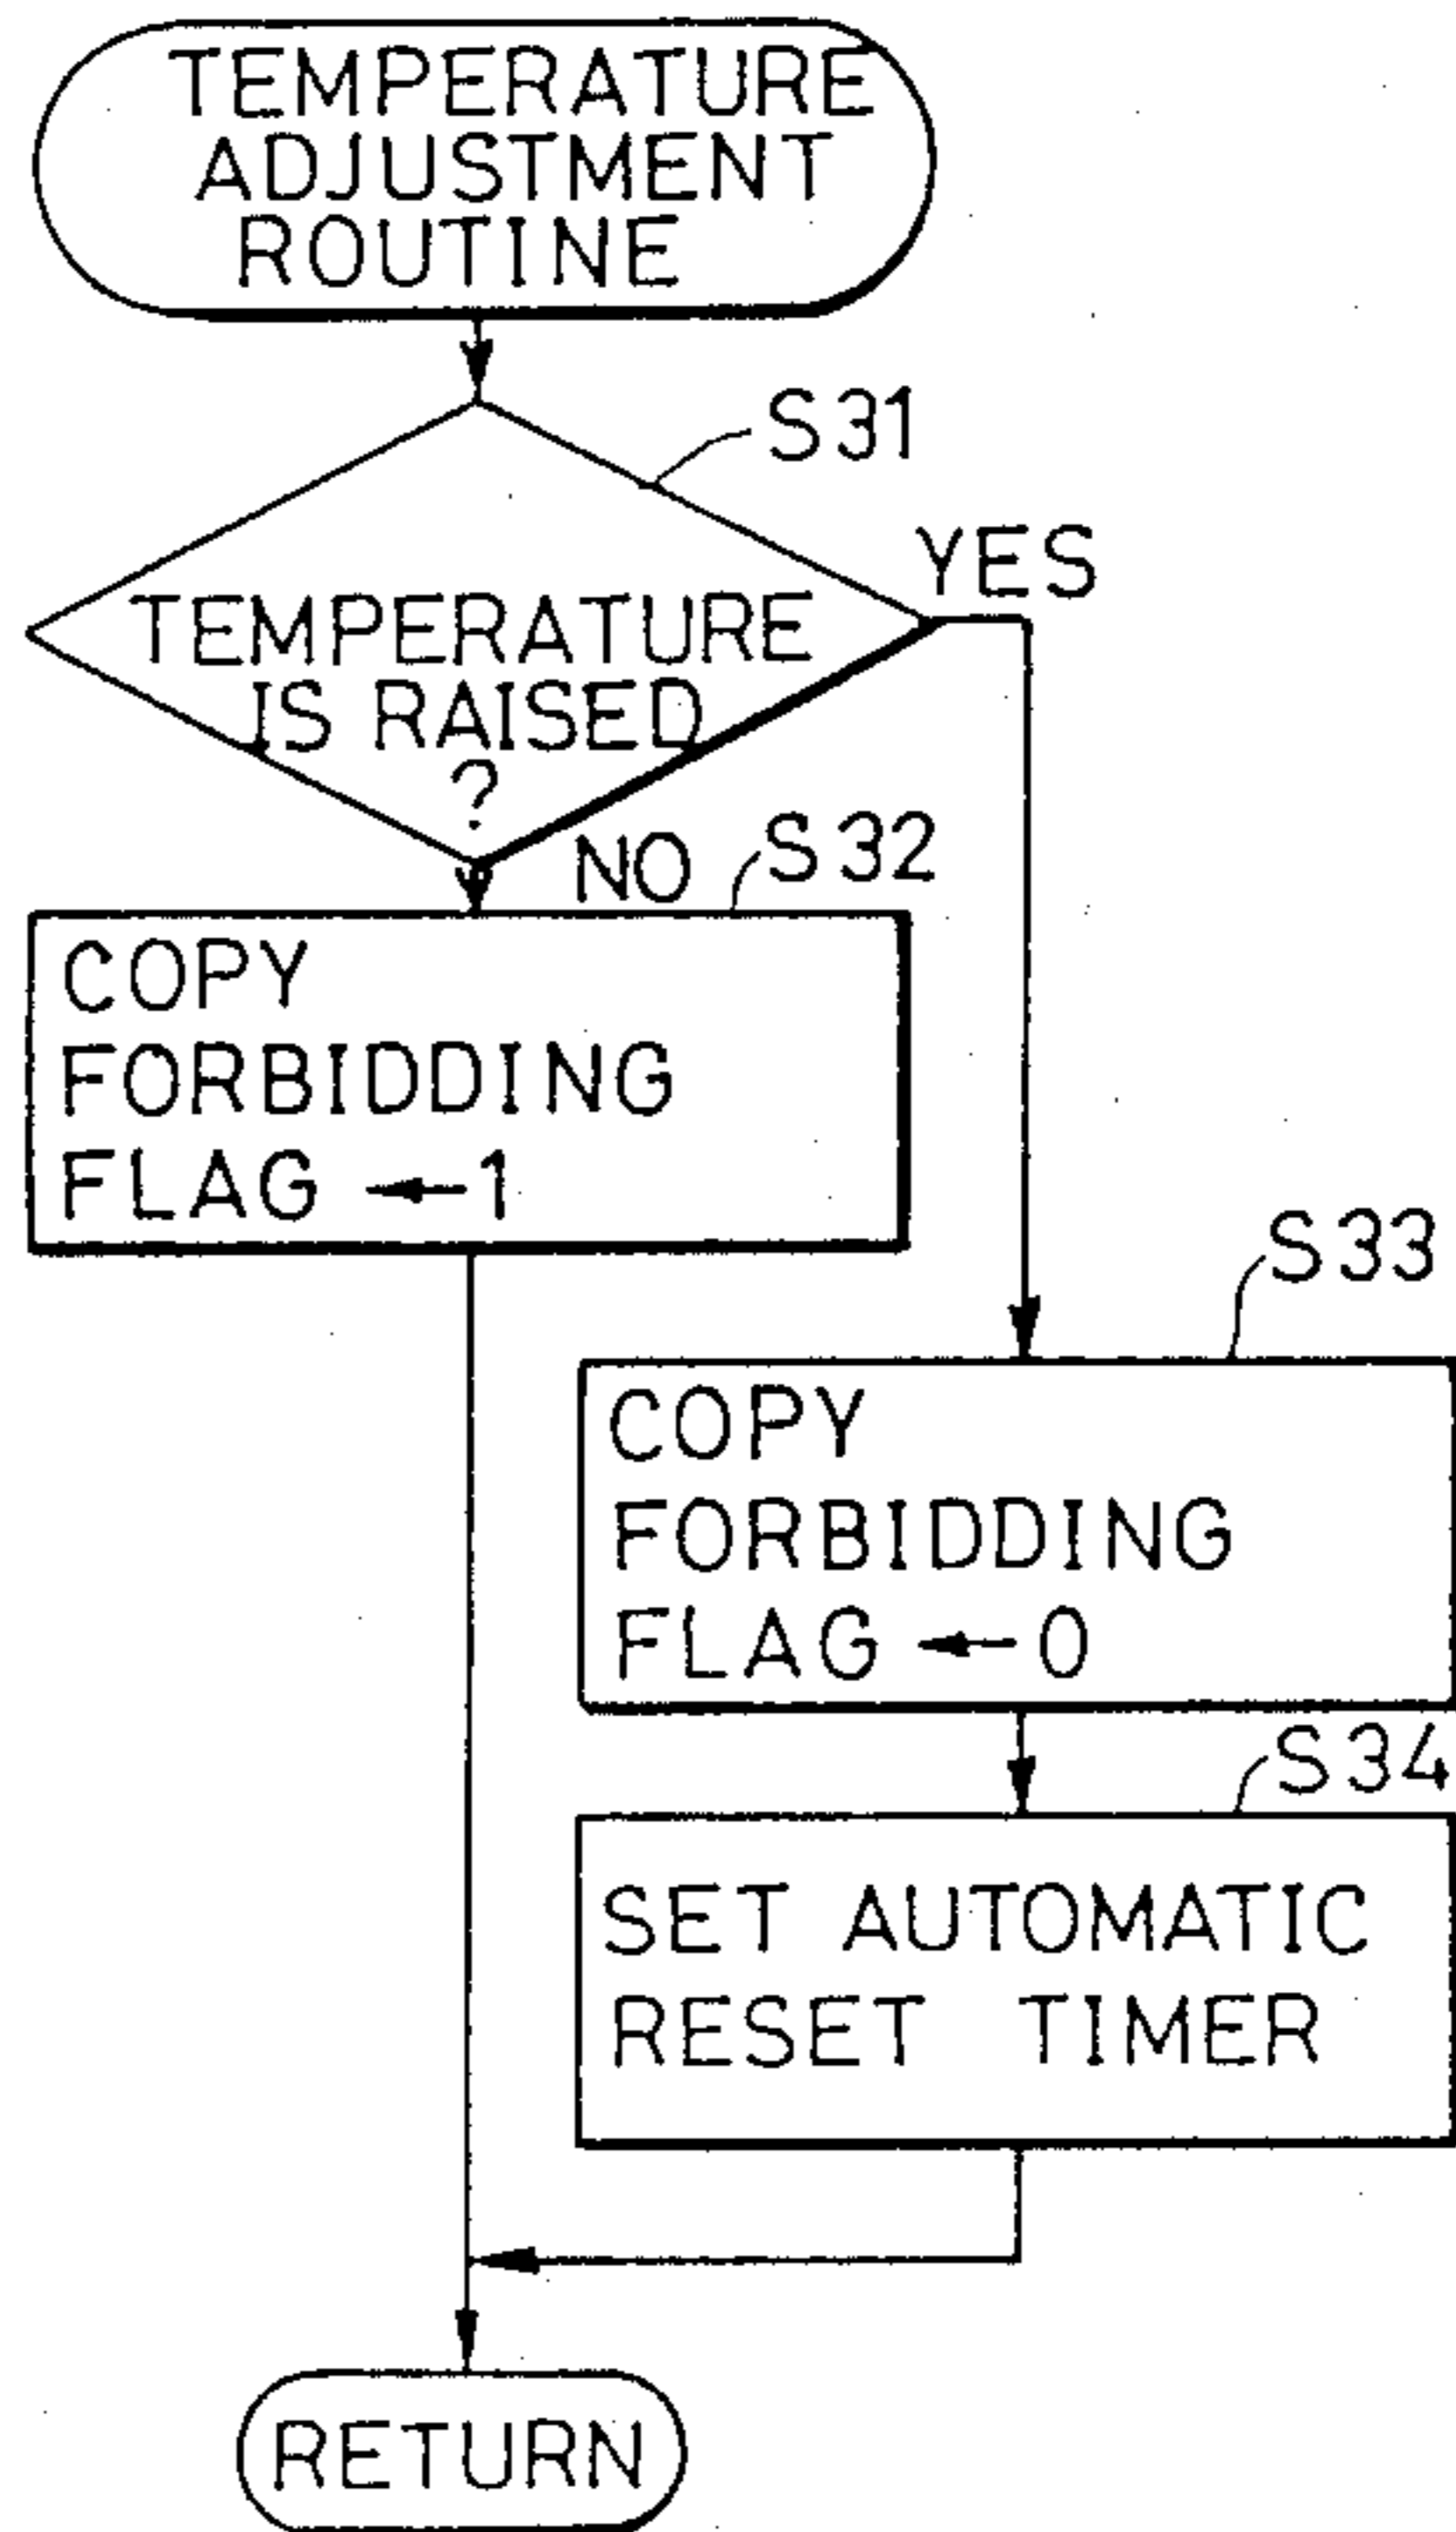 TEMPERATURE
ADJUSTMENT
ROUTINE
S31
YES
TEMPERATURE
IS RAISED
?
NO
S32
COPY
FORBIDDING
FLAG ←1
S33
COPY
FORBIDDING
FLAG ←0
S34
SET AUTOMATIC
RESET TIMER
RETURN